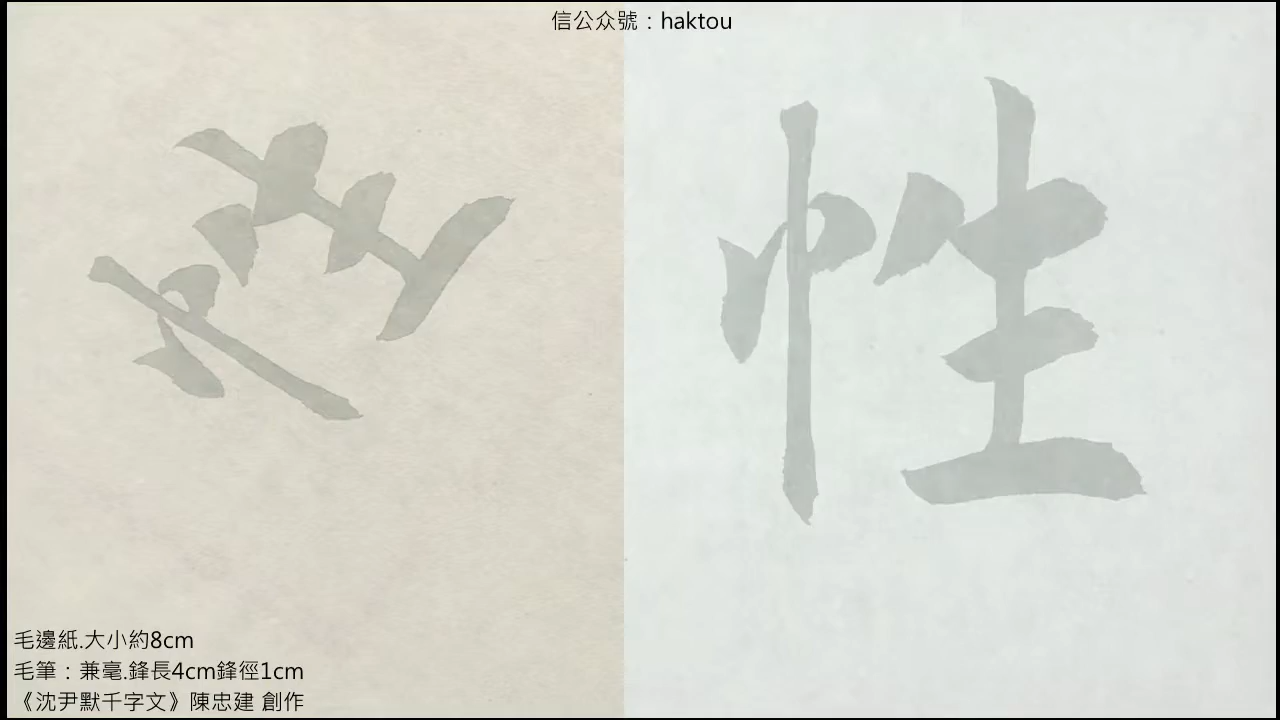 信公众號：haktou
性
性
毛邊紙.大小約8cm
毛筆：兼毫.鋒長4cm鋒徑1cm
《沈尹默千字文》陳忠建 創作